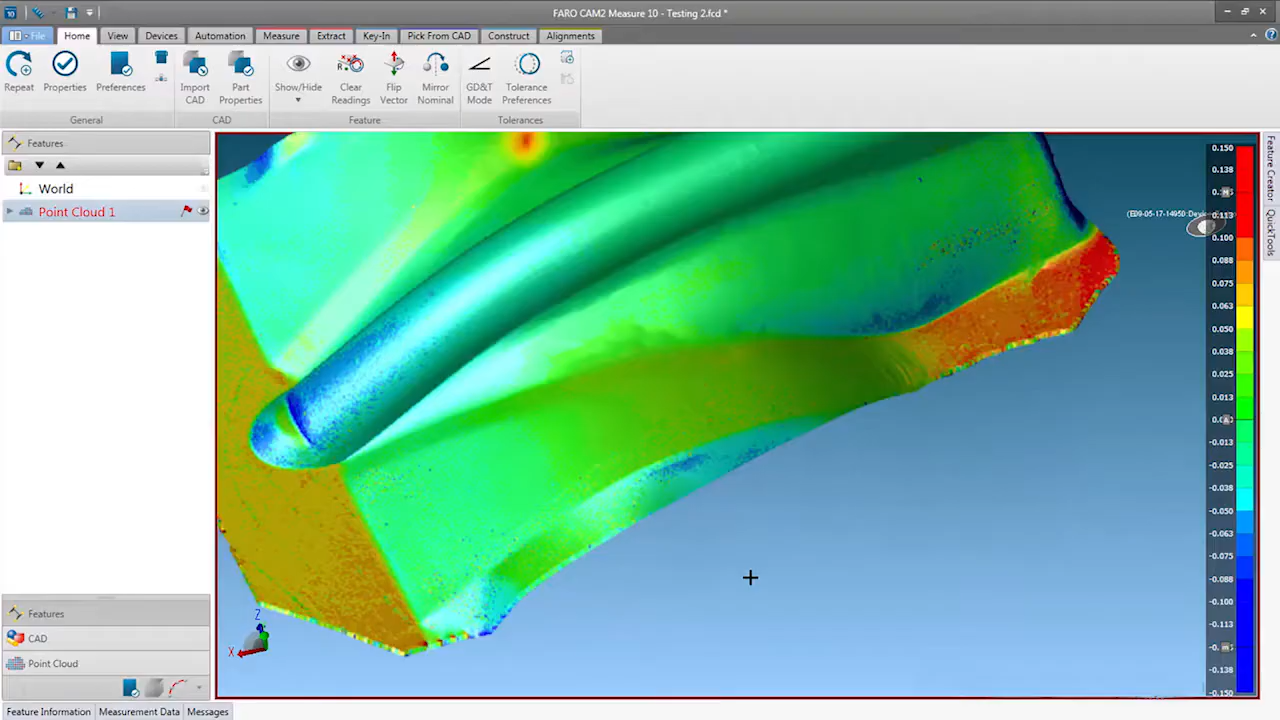 FARO CAM2 Measure 10 - Testing 2.fcd *
File Home View Devices Automation Measure Extract Key-In Pick From CAD Construct Alignments
Repeat Properties Preferences Import CAD Part Properties Show/Hide Clear Readings Flip Vector Mirror Nominal GD&T Mode Tolerance Preferences
General CAD Feature Tolerances
Features
World
Point Cloud 1
Features
CAD
Point Cloud
Feature Information Measurement Data Messages
X
Z
0.150
0.138
0.113
0.100
0.088
0.075
0.063
0.050
0.038
0.025
0.013
-0.013
-0.025
-0.038
-0.050
-0.063
-0.075
-0.088
-0.100
-0.113
-0.138
-0.150
Feature Creator
QuickTools